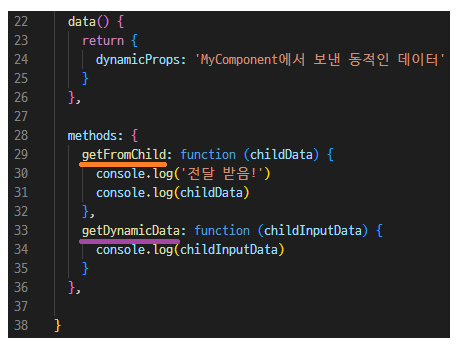 22 data() {
23 return {
24 dynamicProps: 'MyComponent에서 보낸 동적인 데이터'
25 }
26 },
27
28 methods: {
29 getFromChild: function (childData) {
30 console.log('전달 받음!')
31 console.log(childData)
32 },
33 getDynamicData: function (childInputData) {
34 console.log(childInputData)
35 }
36 },
37
38 }